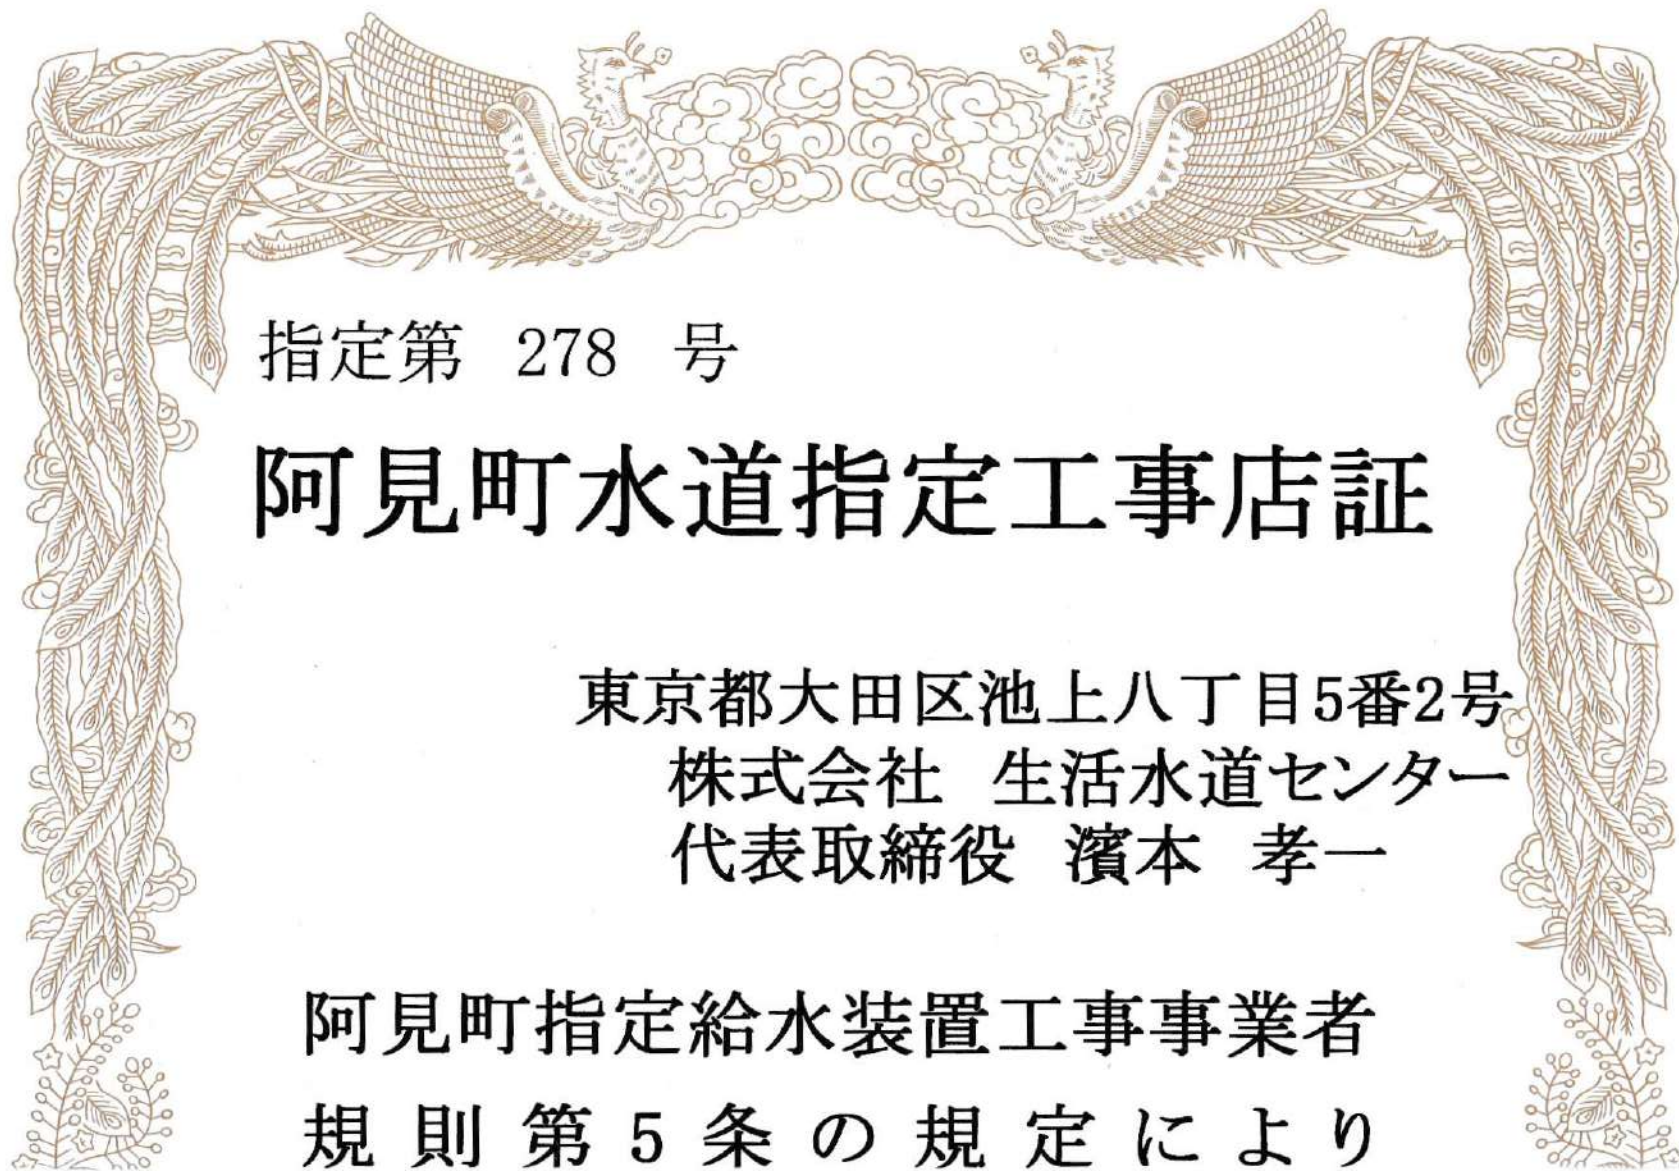 指定第 278 号
阿見町水道指定工事店証
東京都大田区池上八丁目5番2号
株式会社 生活水道センター
代表取締役 濱本 孝一
阿見町指定給水装置工事事業者
規則第5条の規定により